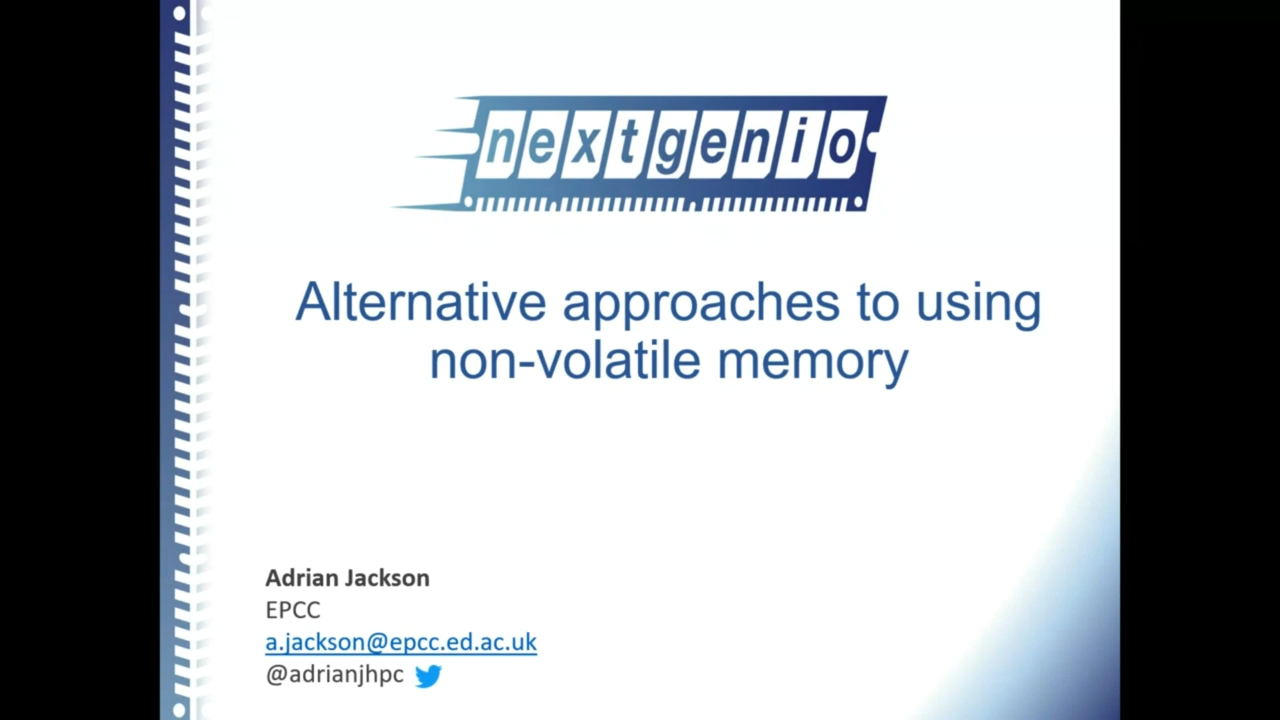 nextgenio
Alternative approaches to using
non-volatile memory
Adrian Jackson
EPCC
a.jackson@epcc.ed.ac.uk
@adrianjhpc